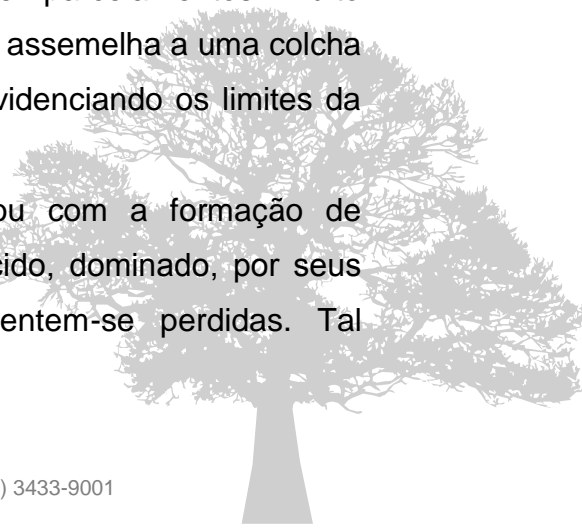 assemelha a uma colcha
videnciando os limites da
ou com a formação de
cido, dominado, por seus
entem-se perdidas. Tal
) 3433-9001